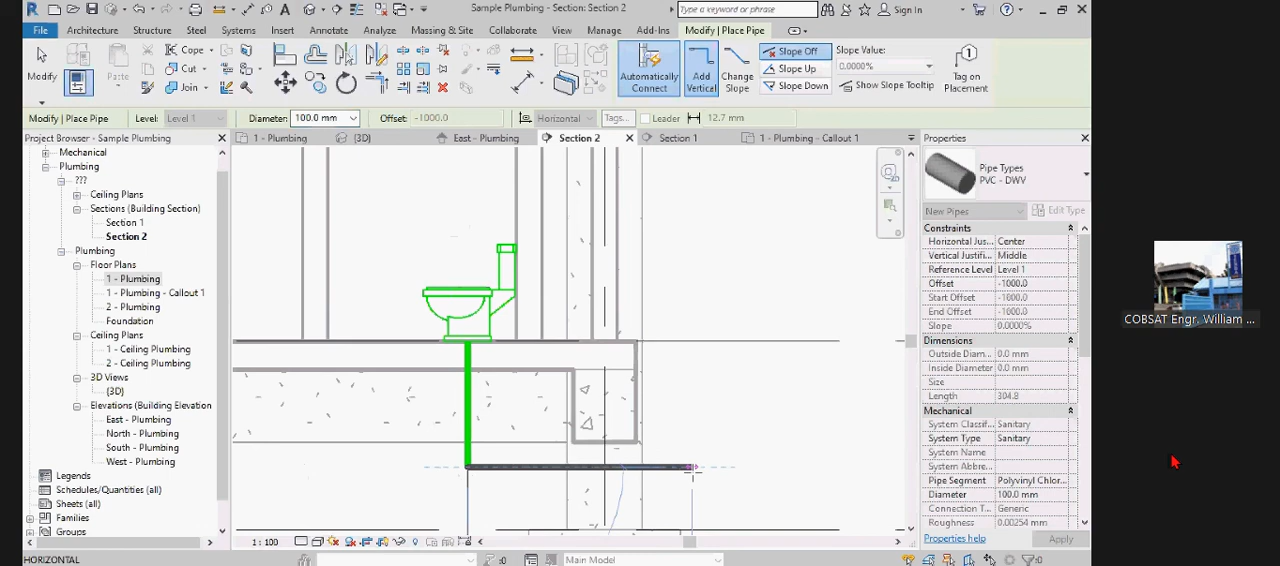 Sample Plumbing - Section: Section 2
Type a keyword or phrase
Sign In
File Architecture Structure Steel Systems Insert Annotate Analyze Massing & Site Collaborate View Manage Add-Ins Modify | Place Pipe
Modify
Paste
Cope
Cut
Join
Automatically Connect
Add Vertical
Change Slope
Slope Off
Slope Up
Slope Down
Slope Value:
0.0000%
Show Slope Tooltip
Tag on Placement
Modify | Place Pipe Level: Level 1 Diameter: 100.0 mm Offset: -1000.0 Horizontal Tags... Leader 12.7 mm
Project Browser - Sample Plumbing
1 - Plumbing {3D} East - Plumbing Section 2 Section 1 1 - Plumbing - Callout 1
Mechanical
Plumbing
???
Ceiling Plans
Sections (Building Section)
Section 1
Section 2
Plumbing
Floor Plans
1 - Plumbing
1 - Plumbing - Callout 1
2 - Plumbing
Foundation
Ceiling Plans
1 - Ceiling Plumbing
2 - Ceiling Plumbing
3D Views
{3D}
Elevations (Building Elevation
East - Plumbing
North - Plumbing
South - Plumbing
West - Plumbing
Legends
Schedules/Quantities (all)
Sheets (all)
Families
Groups
1 : 100
Properties
Pipe Types
PVC - DWV
New Pipes Edit Type
Constraints
Horizontal Jus... Center
Vertical Justifi... Middle
Reference Level Level 1
Offset -1000.0
Start Offset -1000.0
End Offset -1000.0
Slope 0.0000%
Dimensions
Outside Diam... 0.0 mm
Inside Diameter 0.0 mm
Size
Length 304.8
Mechanical
System Classif... Sanitary
System Type Sanitary
System Name
System Abbre...
Pipe Segment Polyvinyl Chlor...
Diameter 100.0 mm
Connection T... Generic
Roughness 0.00254 mm
Properties help Apply
HORIZONTAL
:0
Main Model
:0
COBSAT Engr. William ...